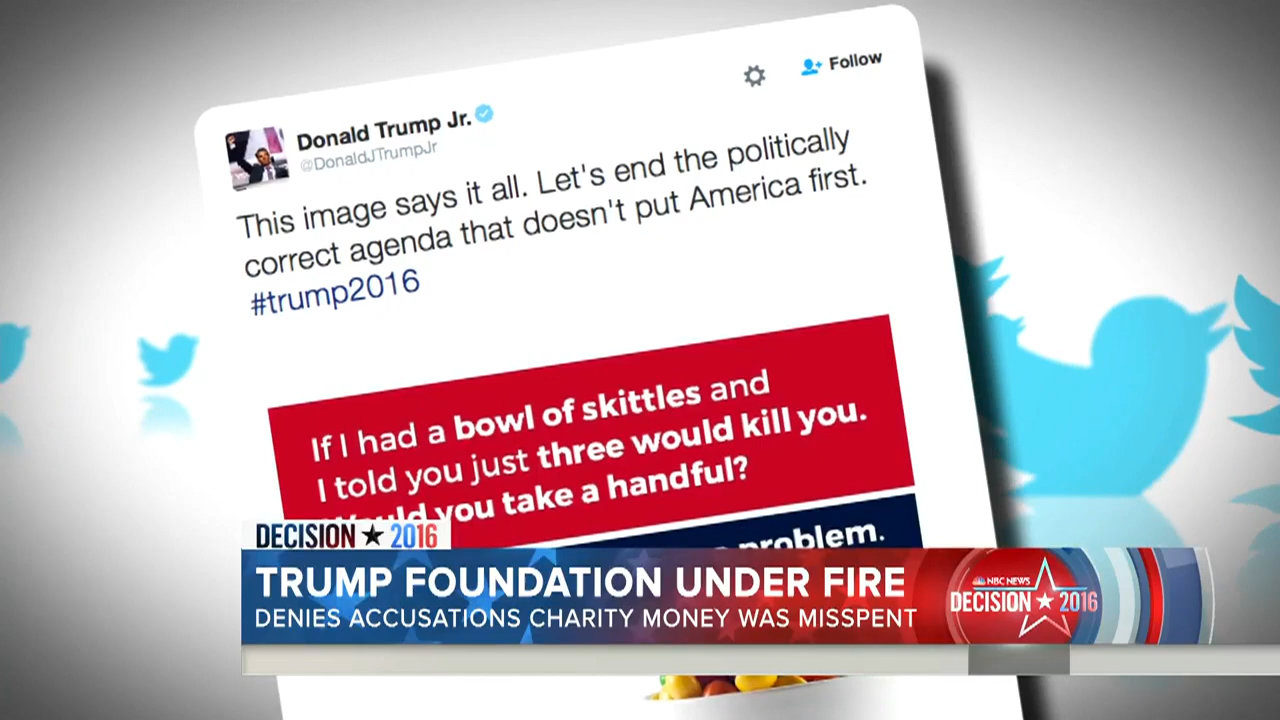 Follow
Donald Trump Jr.
@DonaldJTrumpJr
This image says it all. Let's end the politically
correct agenda that doesn't put America first.
#trump2016
If I had a bowl of skittles and
I told you just three would kill you.
Would you take a handful?
problem.
DECISION 2016
TRUMP FOUNDATION UNDER FIRE
DENIES ACCUSATIONS CHARITY MONEY WAS MISSPENT
NBC NEWS
DECISION 2016